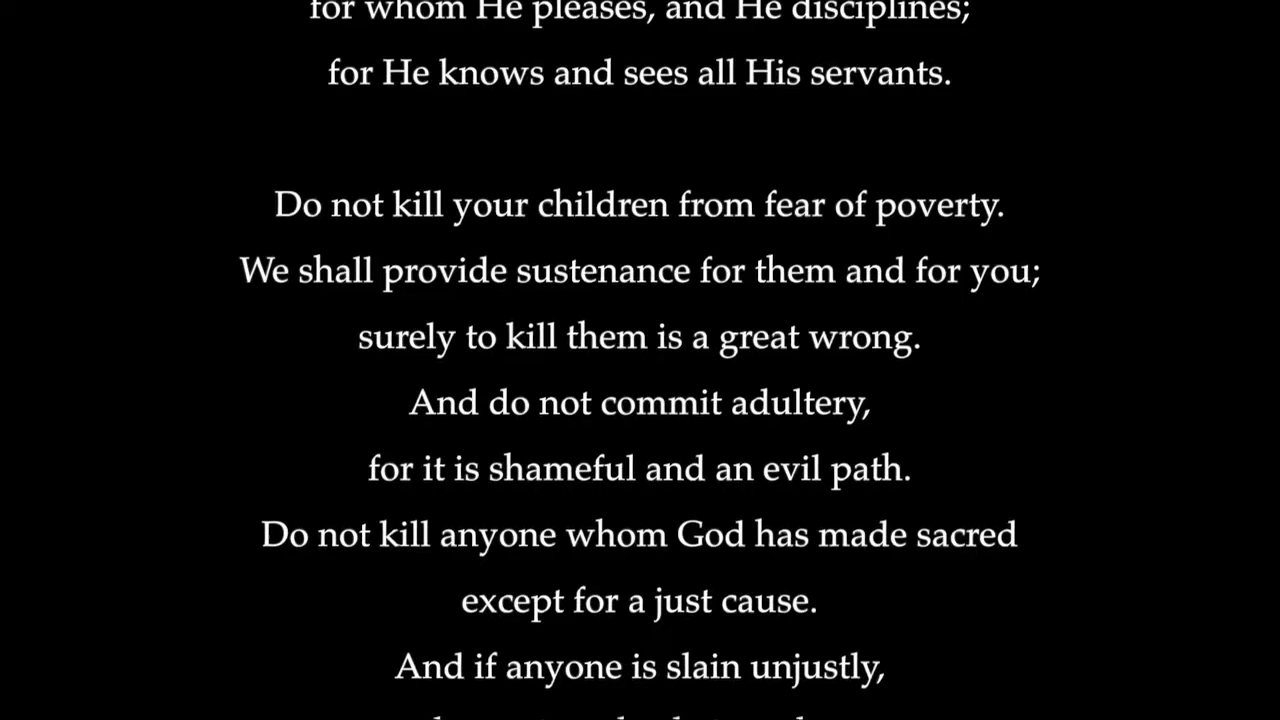 for whom He pleases, and He disciplines;
for He knows and sees all His servants.
Do not kill your children from fear of poverty.
We shall provide sustenance for them and for you;
surely to kill them is a great wrong.
And do not commit adultery,
for it is shameful and an evil path.
Do not kill anyone whom God has made sacred
except for a just cause.
And if anyone is slain unjustly,